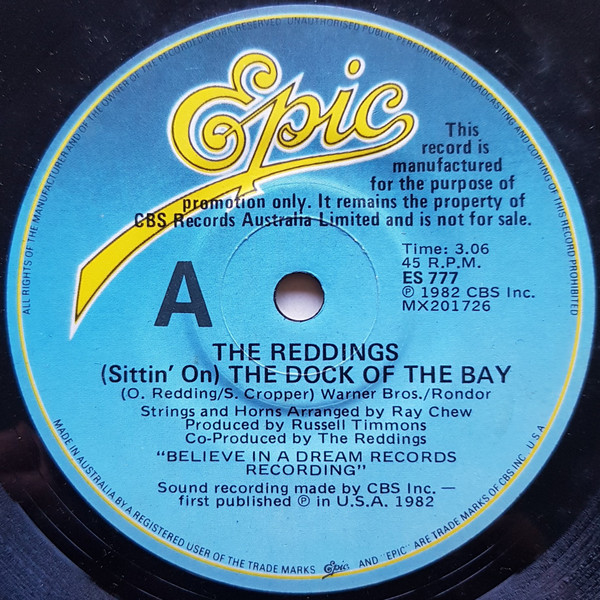 ALL RIGHTS OF THE MANUFACTURER AND OF THE OWNER OF THE RECORDED WORK RESERVED. UNAUTHORISED PUBLIC PERFORMANCE, BROADCASTING AND COPYING OF THIS RECORD PROHIBITED
Epic
This
record is
manufactured
for the purpose of
promotion only. It remains the property of
CBS Records Australia Limited and is not for sale.
Time: 3.06
45 R.P.M.
ES 777
℗ 1982 CBS Inc.
MX201726
A
THE REDDINGS
(Sittin' On) THE DOCK OF THE BAY
(O. Redding/S. Cropper) Warner Bros./Rondor
Strings and Horns Arranged by Ray Chew
Produced by Russell Timmons
Co-Produced by The Reddings
"BELIEVE IN A DREAM RECORDS
RECORDING"
Sound recording made by CBS Inc. —
first published ℗ in U.S.A. 1982
MADE IN AUSTRALIA BY A REGISTERED USER OF THE TRADE MARKS Epic AND "EPIC" ARE TRADE MARKS OF CBS INC. U.S.A.